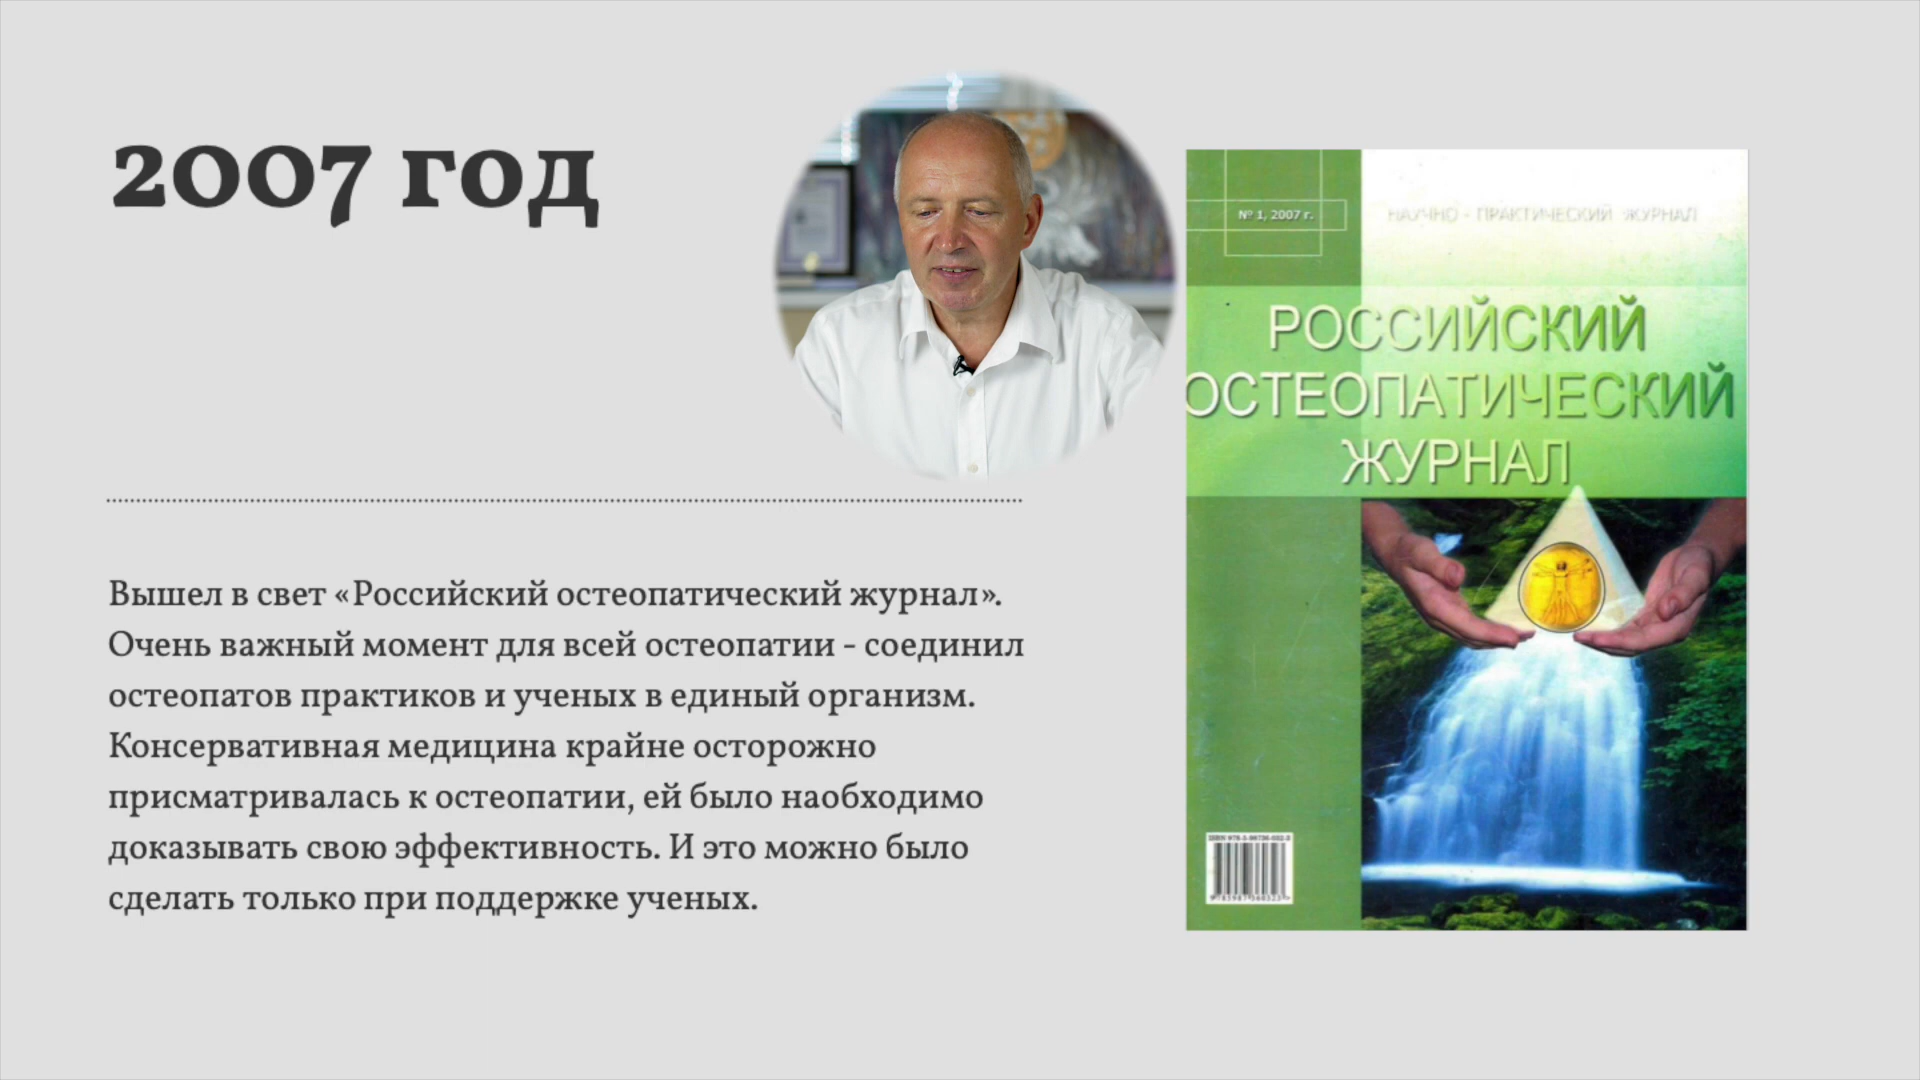 2007 год
№ 1, 2007 г.
НАУЧНО - ПРАКТИЧЕСКИЙ ЖУРНАЛ
РОССИЙСКИЙ
ОСТЕОПАТИЧЕСКИЙ
ЖУРНАЛ
Вышел в свет «Российский остеопатический журнал».
Очень важный момент для всей остеопатии - соединил
остеопатов практиков и ученых в единый организм.
Консервативная медицина крайне осторожно
присматривалась к остеопатии, ей было наобходимо
доказывать свою эффективность. И это можно было
сделать только при поддержке ученых.